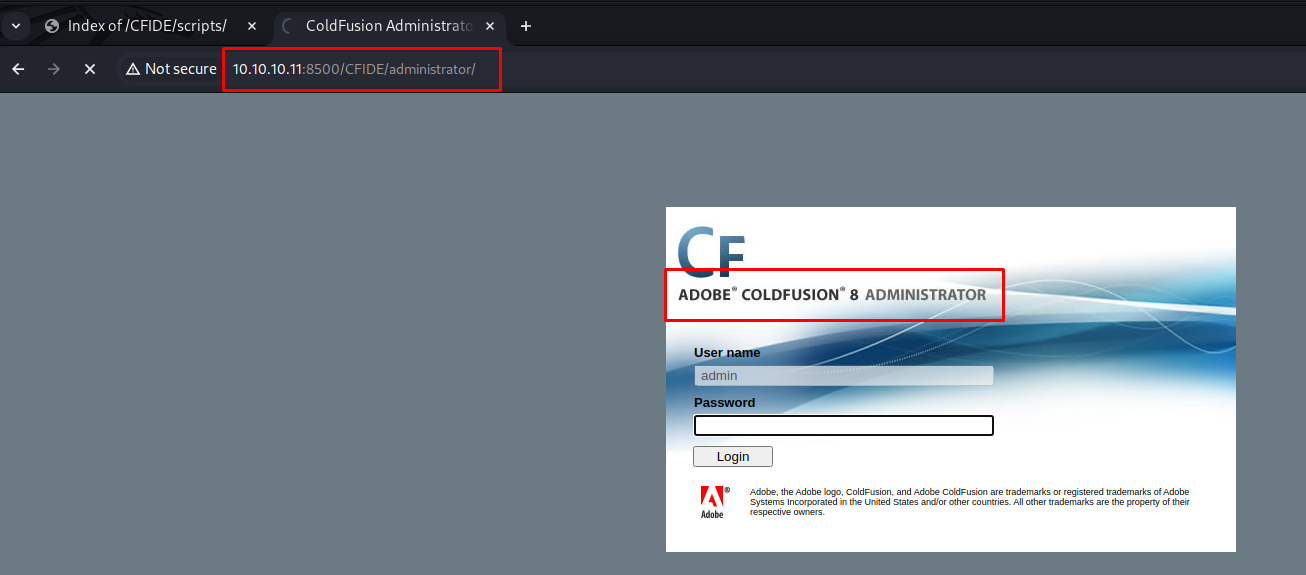 Index of /CFIDE/scripts/
ColdFusion Administrato
Not secure
10.10.10.11:8500/CFIDE/administrator/
CF
ADOBE® COLDFUSION® 8 ADMINISTRATOR
User name
admin
Password
Login
Adobe
Adobe, the Adobe logo, ColdFusion, and Adobe ColdFusion are trademarks or registered trademarks of Adobe
Systems Incorporated in the United States and/or other countries. All other trademarks are the property of their
respective owners.